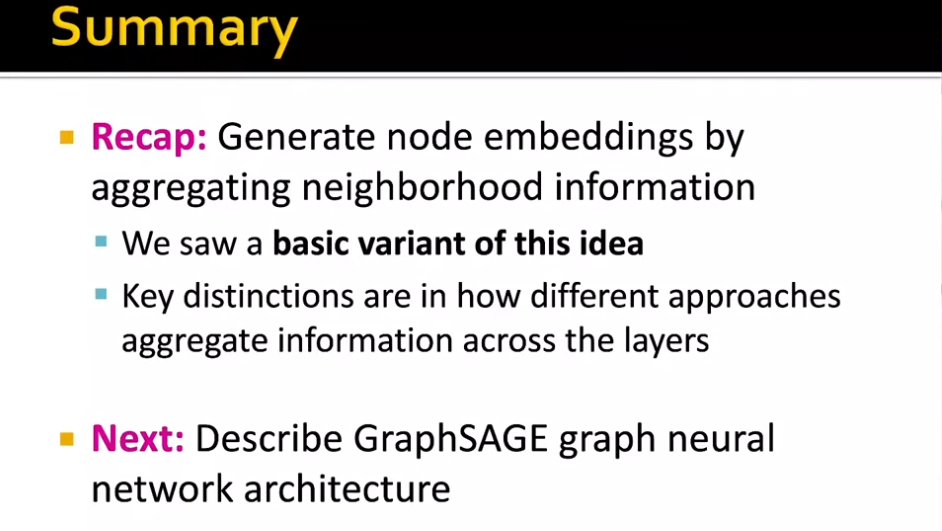 Summary
Recap: Generate node embeddings by
aggregating neighborhood information
We saw a basic variant of this idea
Key distinctions are in how different approaches
aggregate information across the layers
Next: Describe GraphSAGE graph neural
network architecture